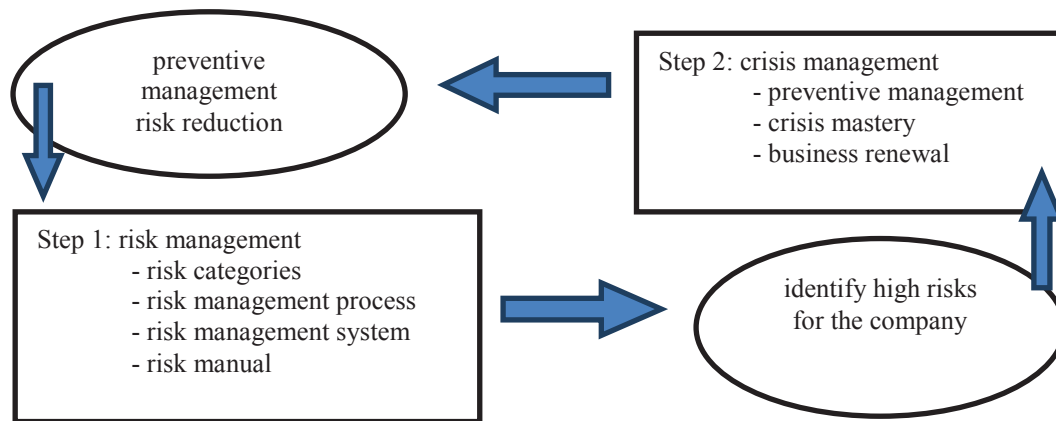 preventive
management
risk reduction
Step 2: crisis management
- preventive management
- crisis mastery
- business renewal
Step 1: risk management
- risk categories
- risk management process
- risk management system
- risk manual
identify high risks
for the company